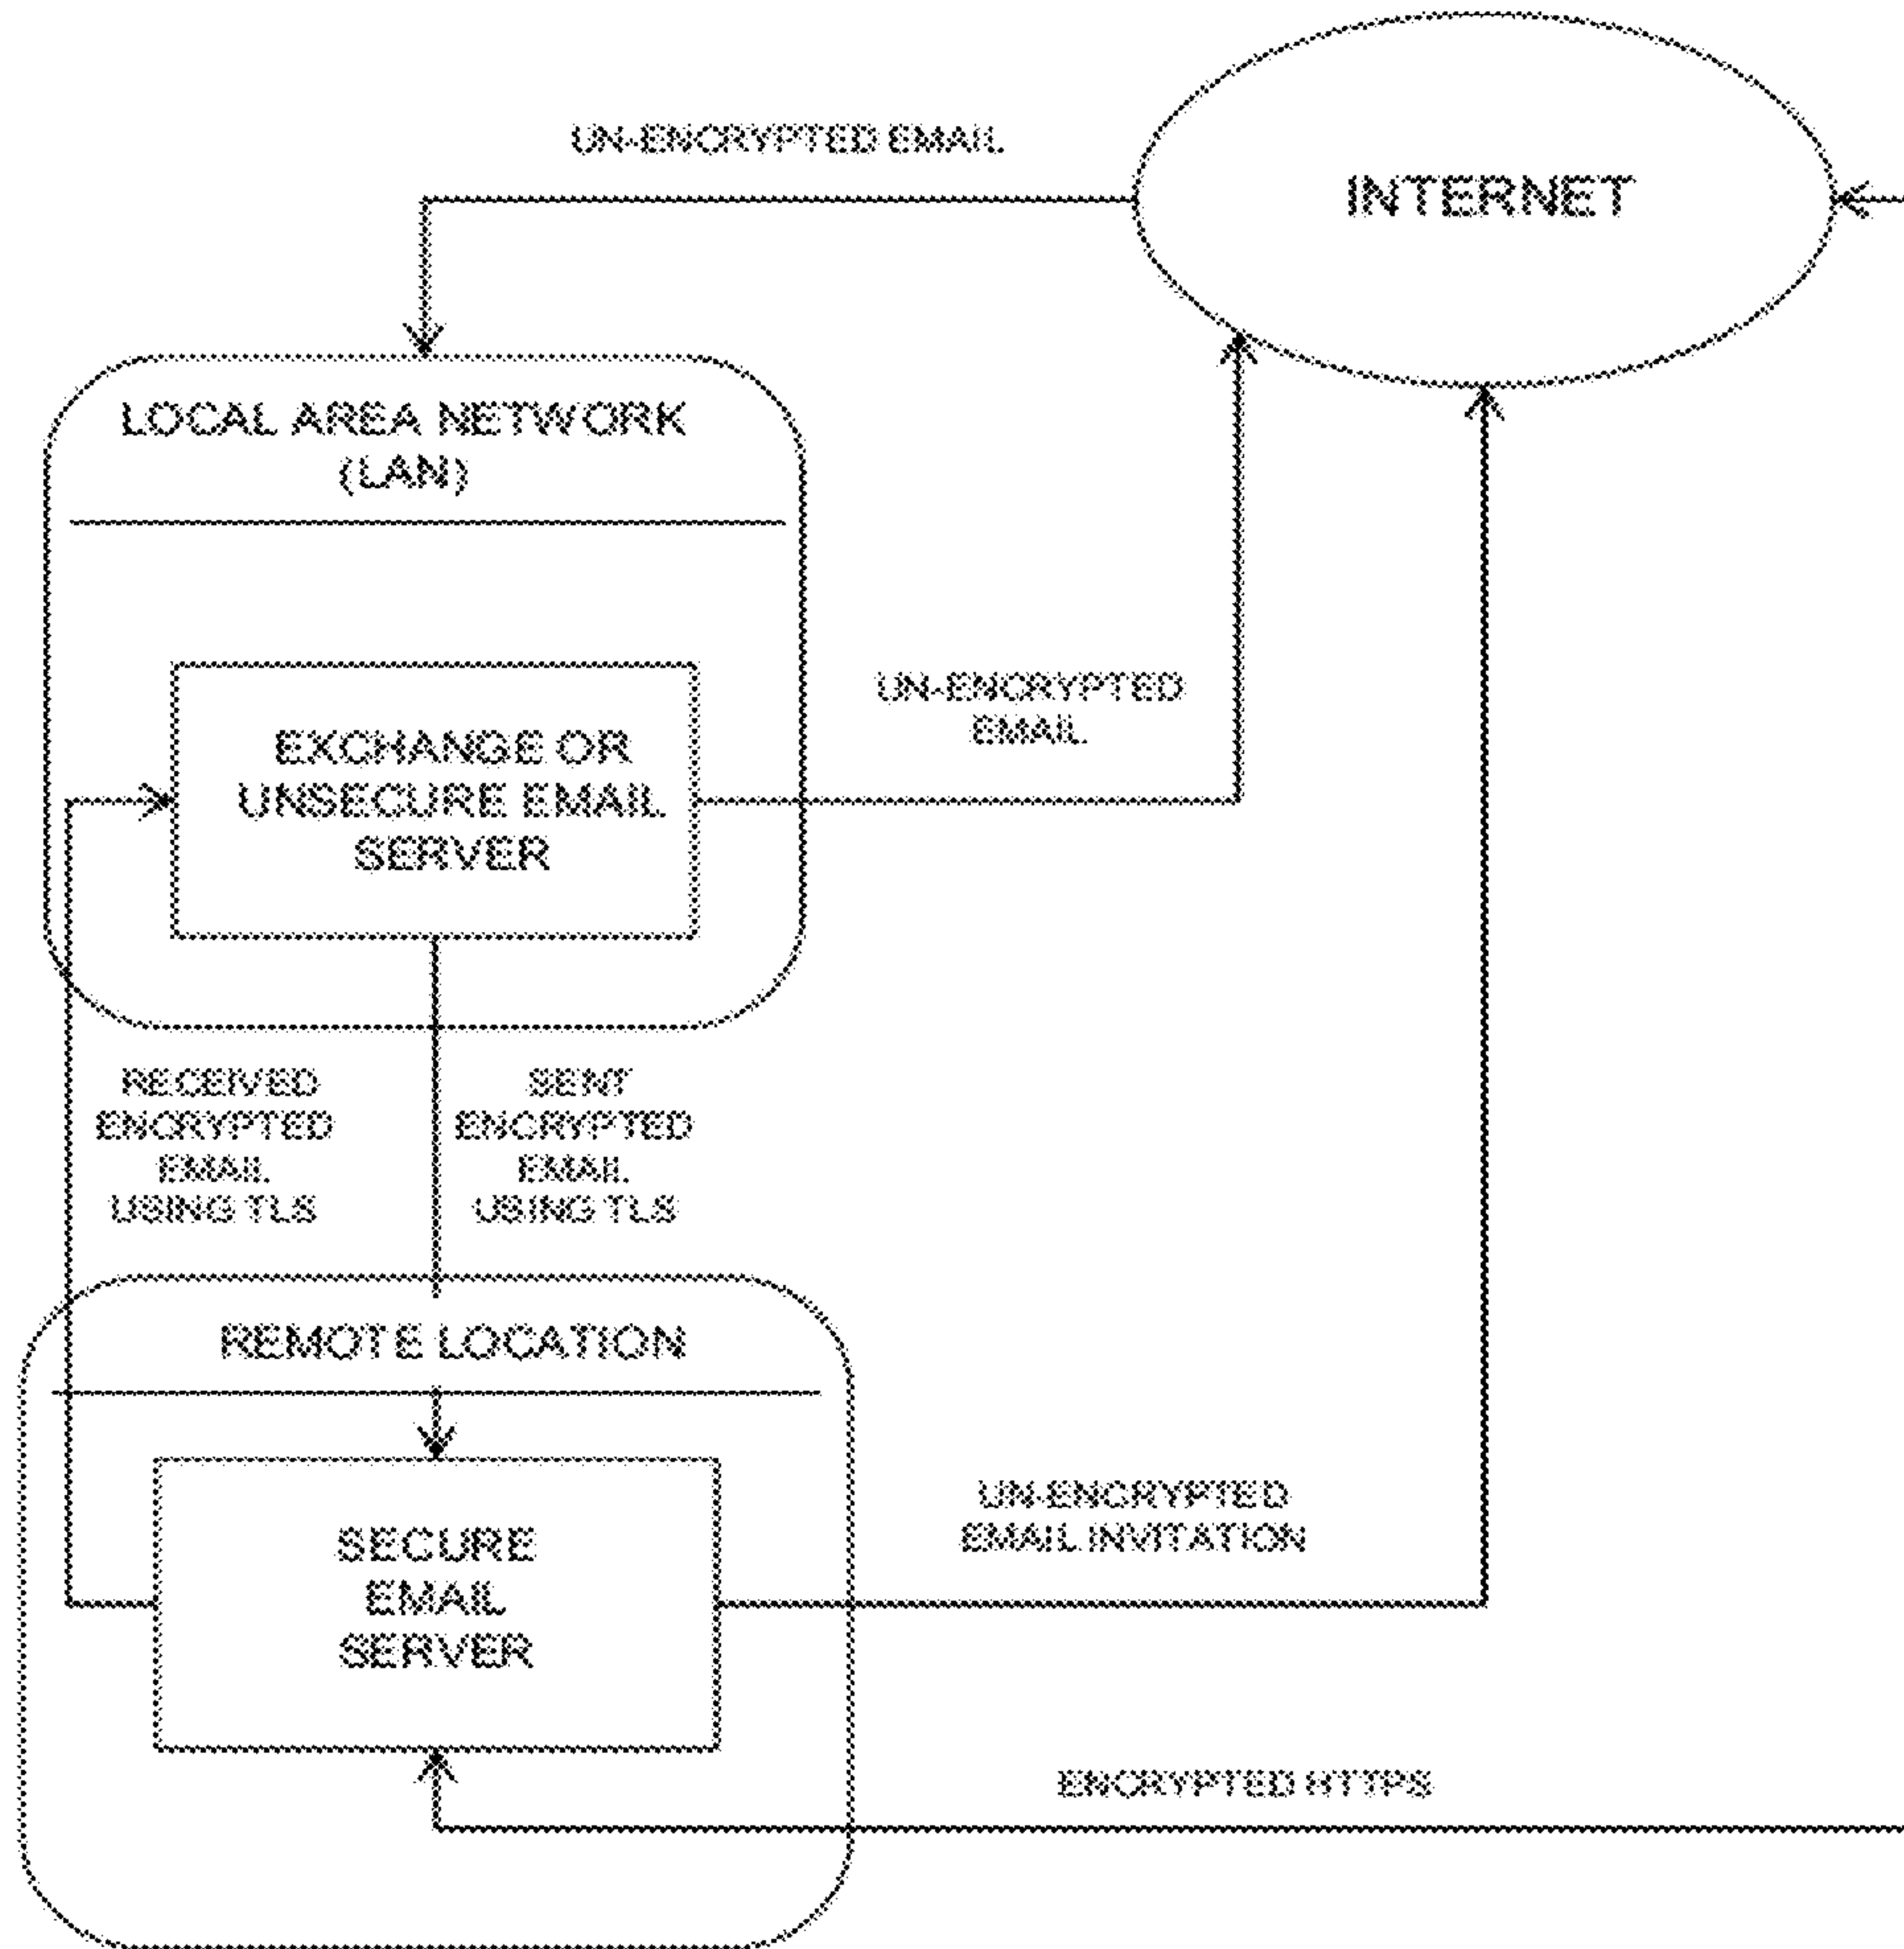 UN-ENCRYPTED EMAIL
INTERNET
LOCAL AREA NETWORK
(LAN)
UN-ENCRYPTED
EMAIL
EXCHANGE OR
UNSECURE EMAIL
SERVER
RECEIVED
ENCRYPTED
EMAIL
USING TLS
SENT
ENCRYPTED
EMAIL
USING TLS
REMOTE LOCATION
UN-ENCRYPTED
EMAIL INVITATION
SECURE
EMAIL
SERVER
ENCRYPTED HTTPS